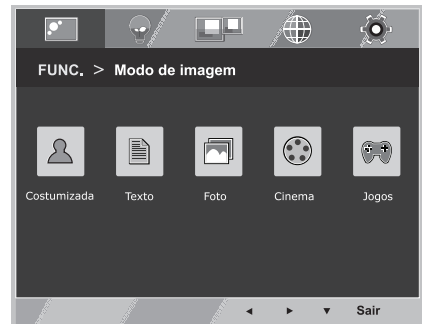 FUNC. > Modo de imagem
Costumizada Texto Foto Cinema Jogos
Sair